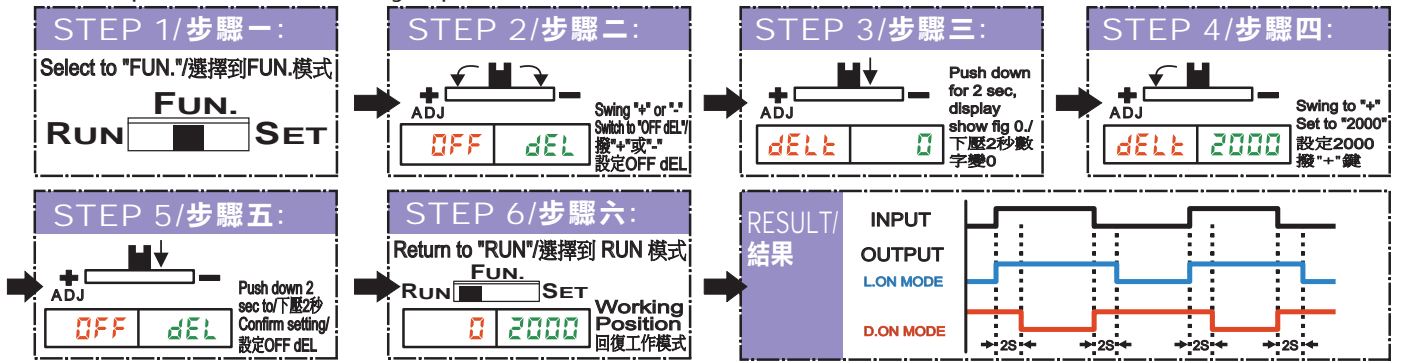 STEP 1/步驟一:
Select to "FUN."/選擇到FUN.模式
FUN.
RUN SET
STEP 2/步驟二:
+ −
ADJ
OFF dEL
Swing "+" or "-"
Switch to "OFF dEL"/
撥"+"或"-"
設定OFF dEL
STEP 3/步驟三:
+ −
ADJ
dELt 0
Push down
for 2 sec,
display
show fig 0./
下壓2秒數
字變0
STEP 4/步驟四:
+ −
ADJ
dELt 2000
Swing to "+"
Set to "2000"
設定2000
撥"+"鍵
STEP 5/步驟五:
+ −
ADJ
OFF dEL
Push down 2
sec to/下壓2秒
Confirm setting/
設定OFF dEL
STEP 6/步驟六:
Return to "RUN"/選擇到 RUN 模式
FUN.
RUN SET
0 2000
Working
Position
回復工作模式
RESULT/
結果
INPUT
OUTPUT
L.ON MODE
D.ON MODE
2S 2S 2S 2S